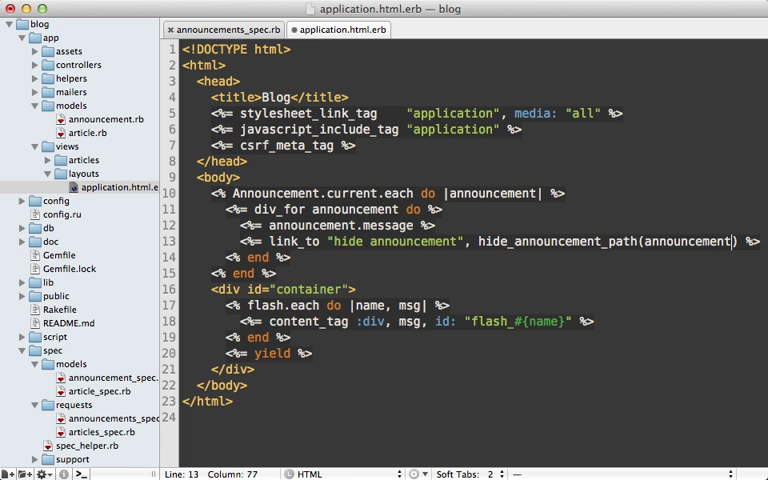 application.html.erb — blog
blog
app
assets
controllers
helpers
mailers
models
announcement.rb
article.rb
views
articles
layouts
application.html.e
config
config.ru
db
doc
Gemfile
Gemfile.lock
lib
public
Rakefile
README.md
script
spec
models
announcement_spec.
article_spec.rb
requests
announcements_spec
articles_spec.rb
spec_helper.rb
support
announcements_spec.rb
application.html.erb
1 <!DOCTYPE html>
2 <html>
3 <head>
4 <title>Blog</title>
5 <%= stylesheet_link_tag    "application", media: "all" %>
6 <%= javascript_include_tag "application" %>
7 <%= csrf_meta_tag %>
8 </head>
9 <body>
10 <% Announcement.current.each do |announcement| %>
11 <%= div_for announcement do %>
12 <%= announcement.message %>
13 <%= link_to "hide announcement", hide_announcement_path(announcement) %>
14 <% end %>
15 <% end %>
16 <div id="container">
17 <% flash.each do |name, msg| %>
18 <%= content_tag :div, msg, id: "flash_#{name}" %>
19 <% end %>
20 <%= yield %>
21 </div>
22 </body>
23 </html>
24
Line: 13 Column: 77 HTML Soft Tabs: 2 —